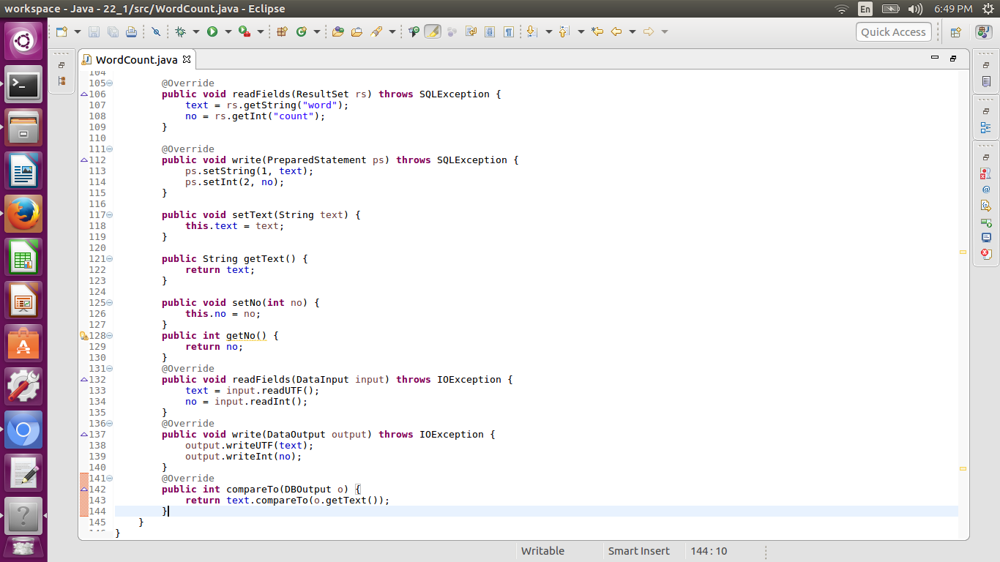 workspace - Java - 22_1/src/WordCount.java - Eclipse
En
6:49 PM
Quick Access
WordCount.java
104
105 @Override
106 public void readFields(ResultSet rs) throws SQLException {
107 text = rs.getString("word");
108 no = rs.getInt("count");
109 }
110
111 @Override
112 public void write(PreparedStatement ps) throws SQLException {
113 ps.setString(1, text);
114 ps.setInt(2, no);
115 }
116
117 public void setText(String text) {
118 this.text = text;
119 }
120
121 public String getText() {
122 return text;
123 }
124
125 public void setNo(int no) {
126 this.no = no;
127 }
128 public int getNo() {
129 return no;
130 }
131 @Override
132 public void readFields(DataInput input) throws IOException {
133 text = input.readUTF();
134 no = input.readInt();
135 }
136 @Override
137 public void write(DataOutput output) throws IOException {
138 output.writeUTF(text);
139 output.writeInt(no);
140 }
141 @Override
142 public int compareTo(DBOutput o) {
143 return text.compareTo(o.getText());
144 }
145 }
146 }
Writable
Smart Insert
144 : 10